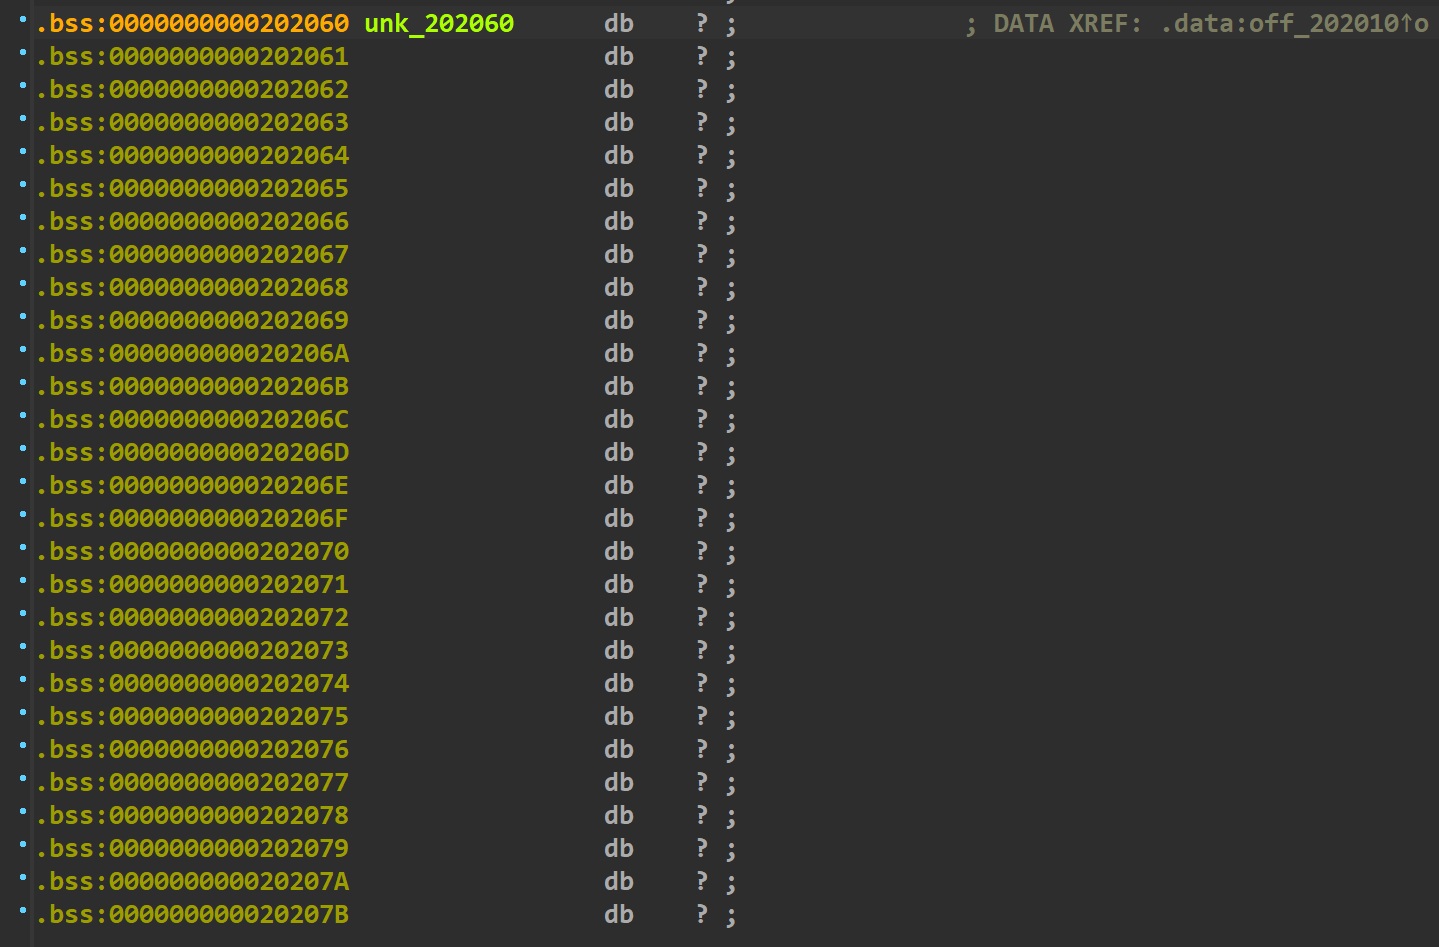 .bss:0000000000202060 unk_202060 db ? ; ; DATA XREF: .data:off_202010↑o
.bss:0000000000202061 db ? ;
.bss:0000000000202062 db ? ;
.bss:0000000000202063 db ? ;
.bss:0000000000202064 db ? ;
.bss:0000000000202065 db ? ;
.bss:0000000000202066 db ? ;
.bss:0000000000202067 db ? ;
.bss:0000000000202068 db ? ;
.bss:0000000000202069 db ? ;
.bss:000000000020206A db ? ;
.bss:000000000020206B db ? ;
.bss:000000000020206C db ? ;
.bss:000000000020206D db ? ;
.bss:000000000020206E db ? ;
.bss:000000000020206F db ? ;
.bss:0000000000202070 db ? ;
.bss:0000000000202071 db ? ;
.bss:0000000000202072 db ? ;
.bss:0000000000202073 db ? ;
.bss:0000000000202074 db ? ;
.bss:0000000000202075 db ? ;
.bss:0000000000202076 db ? ;
.bss:0000000000202077 db ? ;
.bss:0000000000202078 db ? ;
.bss:0000000000202079 db ? ;
.bss:000000000020207A db ? ;
.bss:000000000020207B db ? ;